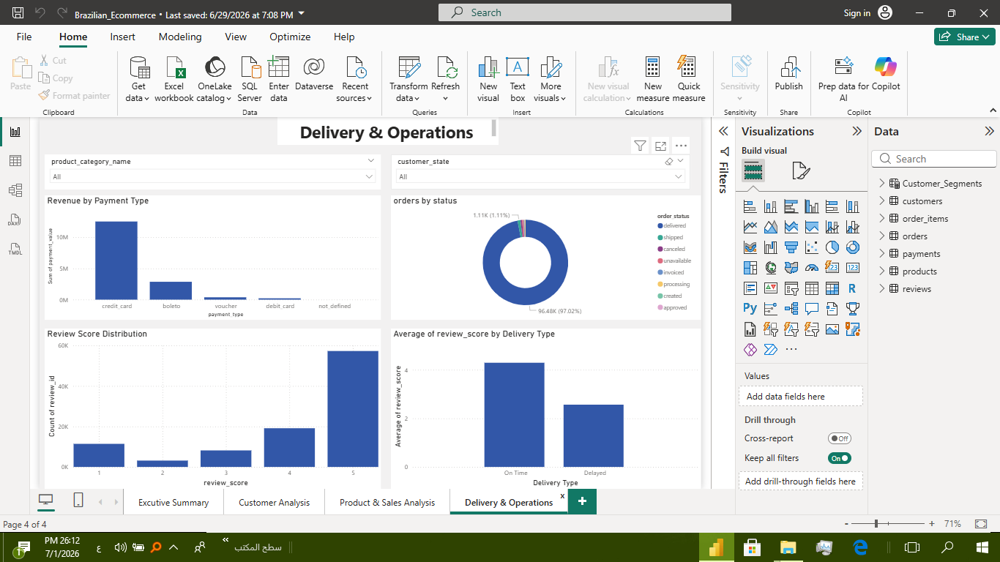 Brazilian_Ecommerce • Last saved: 6/29/2026 at 7:08 PM
Search
Sign in
File
Home
Insert
Modeling
View
Optimize
Help
Share
Paste
Cut
Copy
Format painter
Clipboard
Get data
Excel workbook
OneLake catalog
SQL Server
Enter data
Dataverse
Recent sources
Data
Transform data
Refresh
Queries
New visual
Text box
More visuals
Insert
New visual calculation
New measure
Quick measure
Calculations
Sensitivity
Sensitivity
Publish
Share
Prep data for AI
Copilot
Copilot
DAX
TMDL
Delivery & Operations
product_category_name
All
customer_state
All
Revenue by Payment Type
Sum of payment_value
10M
5M
0M
credit_card
boleto
voucher
debit_card
not_defined
payment_type
orders by status
1.11K (1.11%)
96.48K (97.02%)
order_status
delivered
shipped
canceled
unavailable
invoiced
processing
created
approved
Review Score Distribution
Count of review_id
60K
40K
20K
0K
1
2
3
4
5
review_score
Average of review_score by Delivery Type
Average of review_score
4
2
0
On Time
Delayed
Delivery Type
Filters
Visualizations
Build visual
123
123
R
Py
Values
Add data fields here
Drill through
Cross-report
Off
Keep all filters
On
Add drill-through fields here
Data
Search
Customer_Segments
customers
order_items
orders
payments
products
reviews
Excutive Summary
Customer Analysis
Product & Sales Analysis
Delivery & Operations
x
+
Page 4 of 4
- + 71%
1
PM 26:12
7/1/2026
ع
سطح المكتب